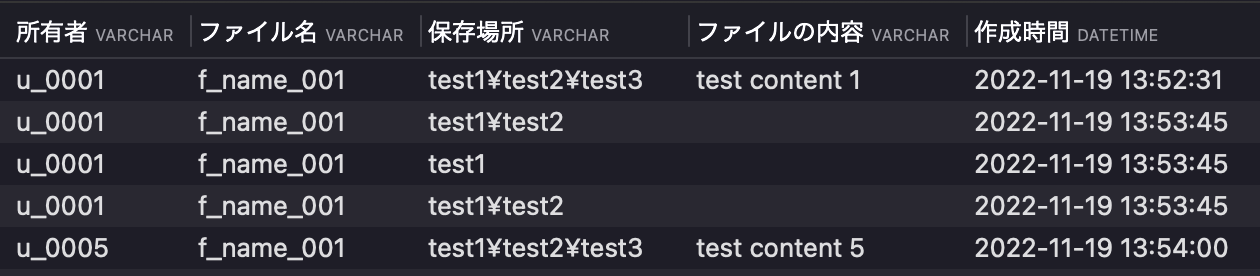 所有者 VARCHAR ファイル名 VARCHAR 保存場所 VARCHAR ファイルの内容 VARCHAR 作成時間 DATETIME
u_0001 f_name_001 test1¥test2¥test3 test content 1 2022-11-19 13:52:31
u_0001 f_name_001 test1¥test2 2022-11-19 13:53:45
u_0001 f_name_001 test1 2022-11-19 13:53:45
u_0001 f_name_001 test1¥test2 2022-11-19 13:53:45
u_0005 f_name_001 test1¥test2¥test3 test content 5 2022-11-19 13:54:00